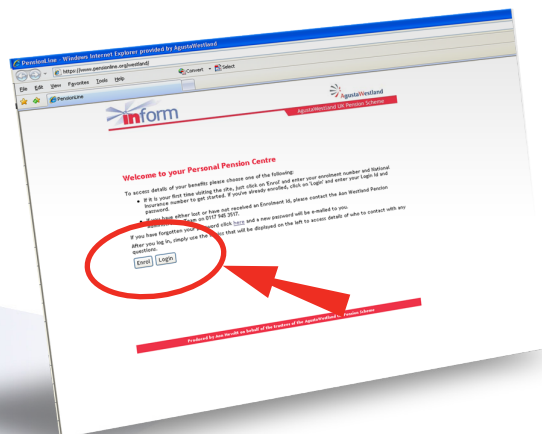 PensionLine - Windows Internet Explorer provided by AgustaWestland
https://www.pensionline.org/westland/
Convert Select
File Edit View Favorites Tools Help
PensionLine
inform
AgustaWestland
AgustaWestland UK Pension Scheme
Welcome to your Personal Pension Centre
To access details of your benefits please choose one of the following:
• If it is your first time visiting the site, just click on 'Enrol' and enter your enrolment number and National
Insurance number to get started. If you've already enrolled, click on 'Login' and enter your Login Id and
password.
• If you have either lost or have not received an Enrolment Id, please contact the Aon Westland Pension
Team on 0117 945 3517.
If you have forgotten your password click here and a new password will be e-mailed to you.
After you log in, simply use the that will be displayed on the left to access details of who to contact with any
questions.
Enrol Login
Produced by Aon Hewitt on behalf of the trustees of the AgustaWestland Pension Scheme